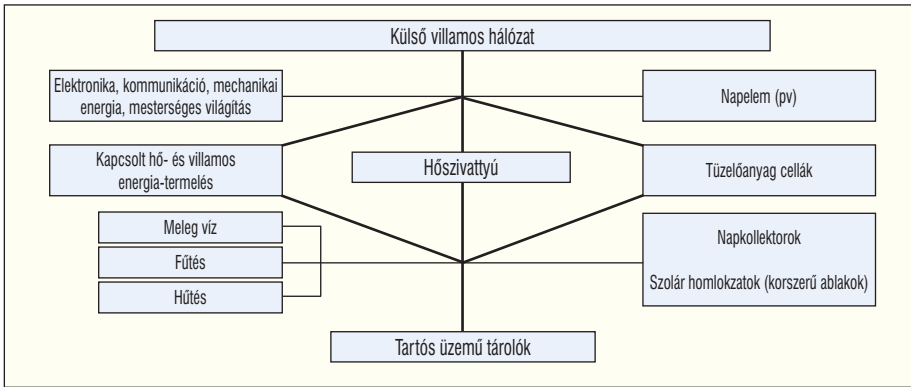 Külső villamos hálózat
Elektronika, kommunikáció, mechanikai
energia, mesterséges világítás
Napelem (pv)
Kapcsolt hő- és villamos
energia-termelés
Hőszivattyú
Tüzelőanyag cellák
Meleg víz
Fűtés
Hűtés
Napkollektorok
Szolár homlokzatok (korszerű ablakok)
Tartós üzemű tárolók